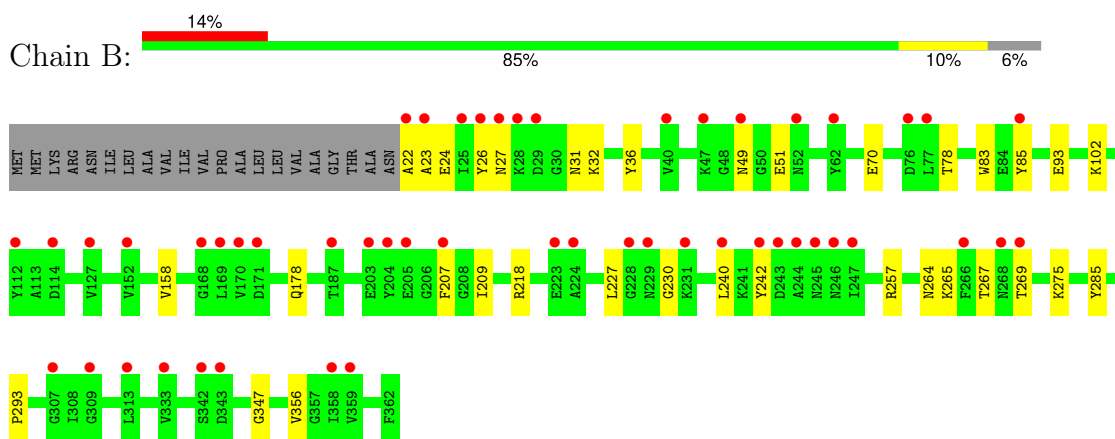 14%
Chain B:
85% 10% 6%
MET MET LYS ARG ASN ILE LEU ALA VAL ILE VAL PRO ALA LEU LEU VAL ALA GLY THR ALA ASN A22 A23 E24 I25 Y26 N27 K28 D29 G30 N31 K32 Y36 V40 K47 G48 N49 G50 E51 N52 Y62 E70 D76 L77 T78 W83 E84 Y85 E93 K102
Y112 A113 D114 V127 V152 V158 G168 L169 V170 D171 Q178 T187 E203 Y204 E205 G206 F207 G208 I209 R218 E223 A224 L227 G228 N229 G230 K231 L240 K241 Y242 D243 A244 N245 N246 I247 R257 N264 K265 F266 T267 N268 T269 K275 Y285
P293 G307 I308 G309 L313 V333 S342 D343 G347 V356 G357 I358 V359 F362